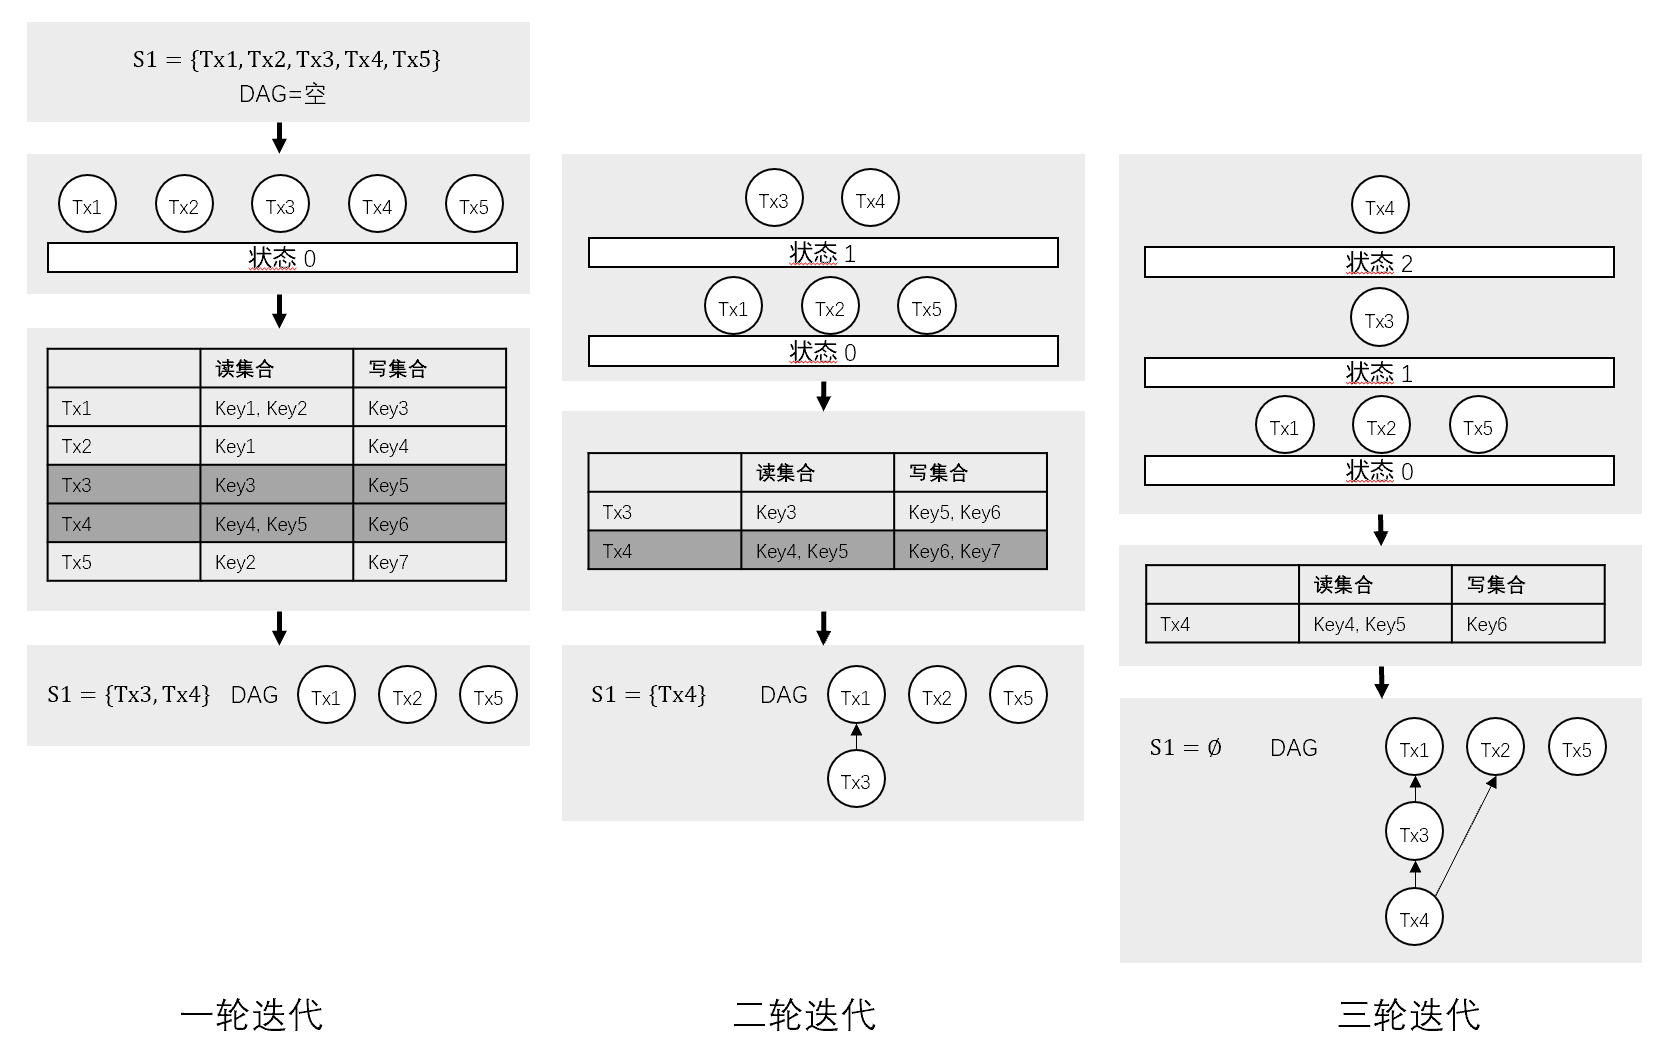 S1 = {Tx1, Tx2, Tx3, Tx4, Tx5}
DAG=空
Tx1 Tx2 Tx3 Tx4 Tx5
状态 0
读集合 写集合
Tx1 Key1, Key2 Key3
Tx2 Key1 Key4
Tx3 Key3 Key5
Tx4 Key4, Key5 Key6
Tx5 Key2 Key7
S1 = {Tx3, Tx4} DAG Tx1 Tx2 Tx5
一轮迭代
Tx3 Tx4
状态 1
Tx1 Tx2 Tx5
状态 0
读集合 写集合
Tx3 Key3 Key5, Key6
Tx4 Key4, Key5 Key6, Key7
S1 = {Tx4} DAG Tx1 Tx2 Tx5
Tx3
二轮迭代
Tx4
状态 2
Tx3
状态 1
Tx1 Tx2 Tx5
状态 0
读集合 写集合
Tx4 Key4, Key5 Key6
S1 = ∅ DAG Tx1 Tx2 Tx5
Tx3
Tx4
三轮迭代